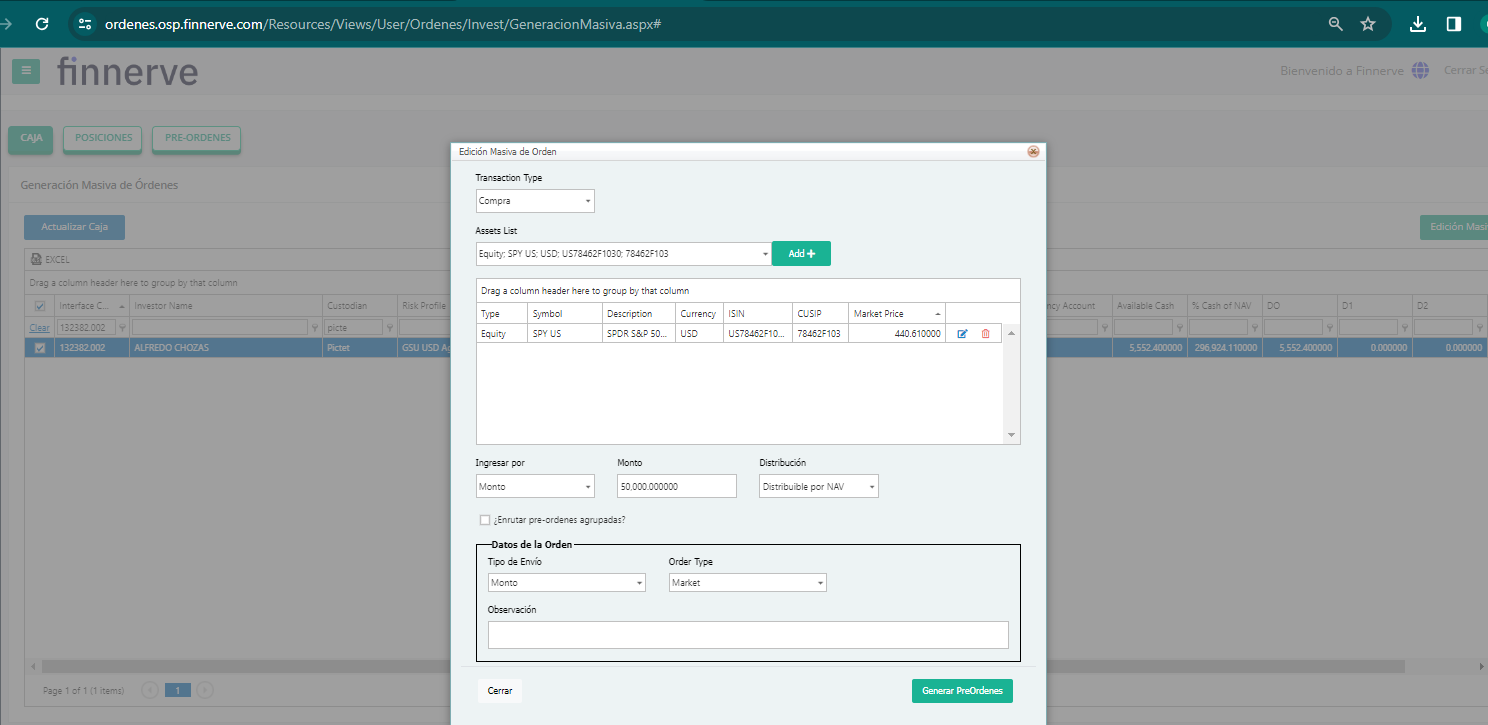 ordenes.osp.finnerve.com/Resources/Views/User/Ordenes/Invest/GeneracionMasiva.aspx#
finnerve
Bienvenido a Finnerve
Cerrar Se
CAJA
POSICIONES
PRE-ORDENES
Generación Masiva de Órdenes
Actualizar Caja
Edición Masi
EXCEL
Drag a column header here to group by that column
Interface C... Investor Name Custodian Risk Profile ncy Account Available Cash % Cash of NAV DO D1 D2
Clear 132382.002 picte
132382.002 ALFREDO CHOZAS Pictet GSU USD Ag 5,552.400000 296,924.110000 5,552.400000 0.000000 0.000000
Page 1 of 1 (1 items) 1
Edición Masiva de Orden
Transaction Type
Compra
Assets List
Equity; SPY US; USD; US78462F1030; 78462F103
Add +
Drag a column header here to group by that column
Type Symbol Description Currency ISIN CUSIP Market Price
Equity SPY US SPDR S&P 50... USD US78462F10... 78462F103 440.610000
Ingresar por Monto Distribución
Monto 50,000.000000 Distribuible por NAV
¿Enrutar pre-ordenes agrupadas?
Datos de la Orden
Tipo de Envío Order Type
Monto Market
Observación
Cerrar
Generar PreOrdenes